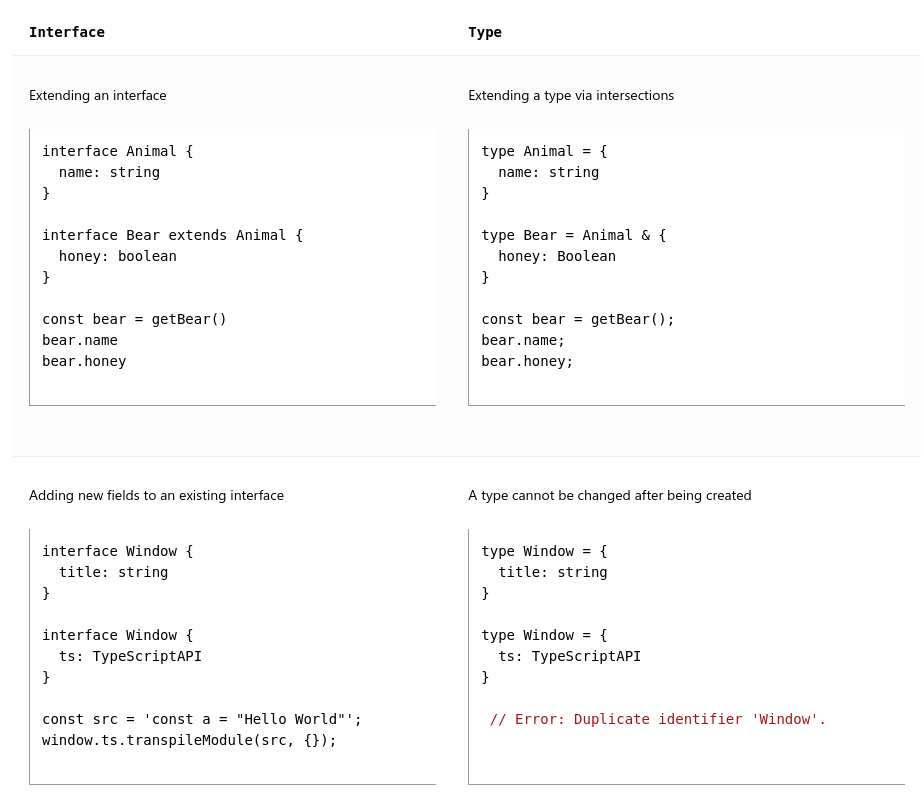 Interface
Type
Extending an interface
interface Animal {
  name: string
}
interface Bear extends Animal {
  honey: boolean
}
const bear = getBear()
bear.name
bear.honey
Extending a type via intersections
type Animal = {
  name: string
}
type Bear = Animal & {
  honey: Boolean
}
const bear = getBear();
bear.name;
bear.honey;
Adding new fields to an existing interface
interface Window {
  title: string
}
interface Window {
  ts: TypeScriptAPI
}
const src = 'const a = "Hello World"';
window.ts.transpileModule(src, {});
A type cannot be changed after being created
type Window = {
  title: string
}
type Window = {
  ts: TypeScriptAPI
}
// Error: Duplicate identifier 'Window'.